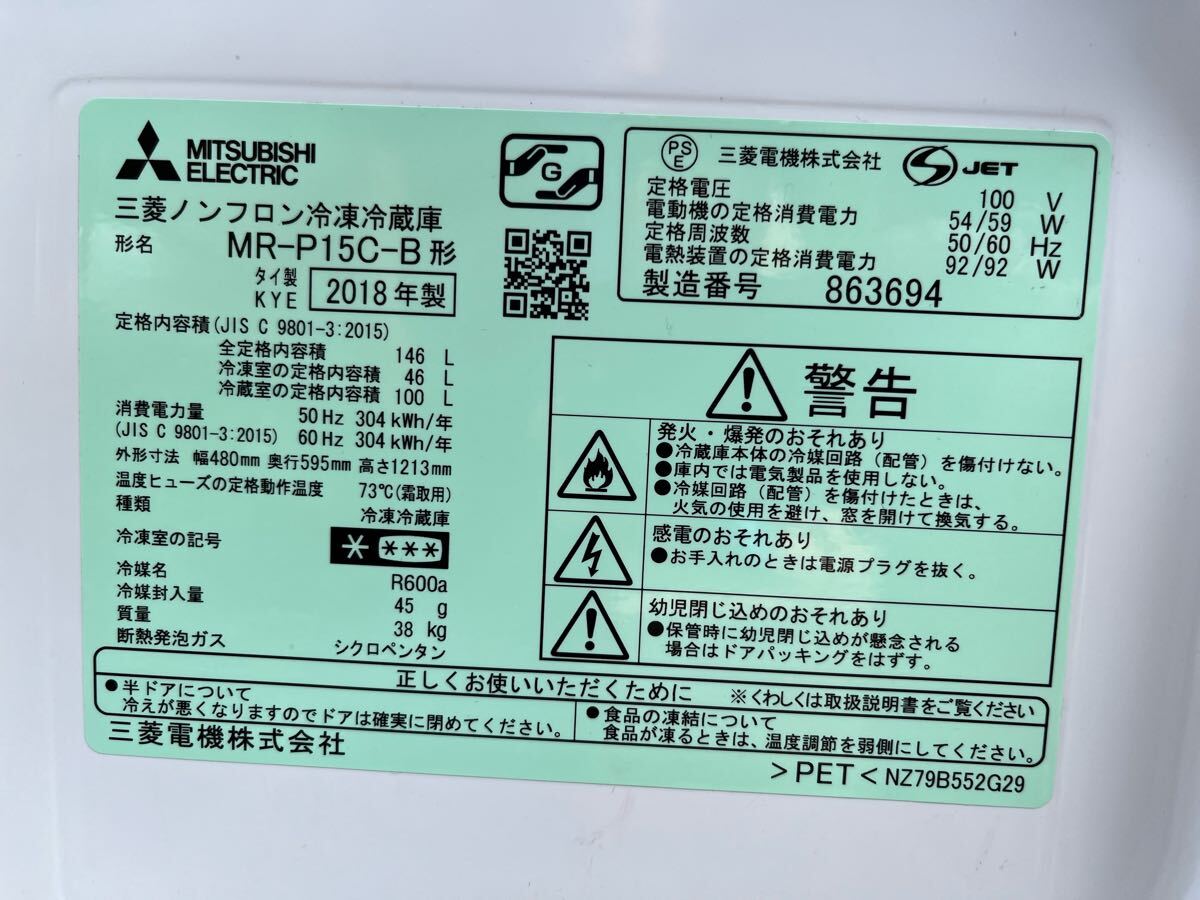 MITSUBISHI
ELECTRIC
三菱ノンフロン冷凍冷蔵庫
形名 MR-P15C-B形
タイ製
KYE 2018年製
定格内容積(JIS C 9801-3:2015)
全定格内容積 146 L
冷凍室の定格内容積 46 L
冷蔵室の定格内容積 100 L
消費電力量 50 Hz 304 kWh/年
(JIS C 9801-3:2015) 60 Hz 304 kWh/年
外形寸法 幅480mm 奥行595mm 高さ1213mm
温度ヒューズの定格動作温度 73℃(霜取用)
種類 冷凍冷蔵庫
冷凍室の記号
冷媒名 R600a
冷媒封入量 45 g
質量 38 kg
断熱発泡ガス シクロペンタン
G
PS
E
三菱電機株式会社
S JET
定格電圧 100 V
電動機の定格消費電力 54/59 W
定格周波数 50/60 Hz
電熱装置の定格消費電力 92/92 W
製造番号 863694
警告
発火・爆発のおそれあり
●冷蔵庫本体の冷媒回路(配管)を傷付けない。
●庫内では電気製品を使用しない。
●冷媒回路(配管)を傷付けたときは、
火気の使用を避け、窓を開けて換気する。
感電のおそれあり
●お手入れのときは電源プラグを抜く。
幼児閉じ込めのおそれあり
●保管時に幼児閉じ込めが懸念される
場合はドアパッキングをはずす。
正しくお使いいただくために ※くわしくは取扱説明書をご覧ください
●半ドアについて
冷えが悪くなりますのでドアは確実に閉めてください。
●食品の凍結について
食品が凍るときは、温度調節を弱側にしてください。
三菱電機株式会社
>PET< NZ79B552G29